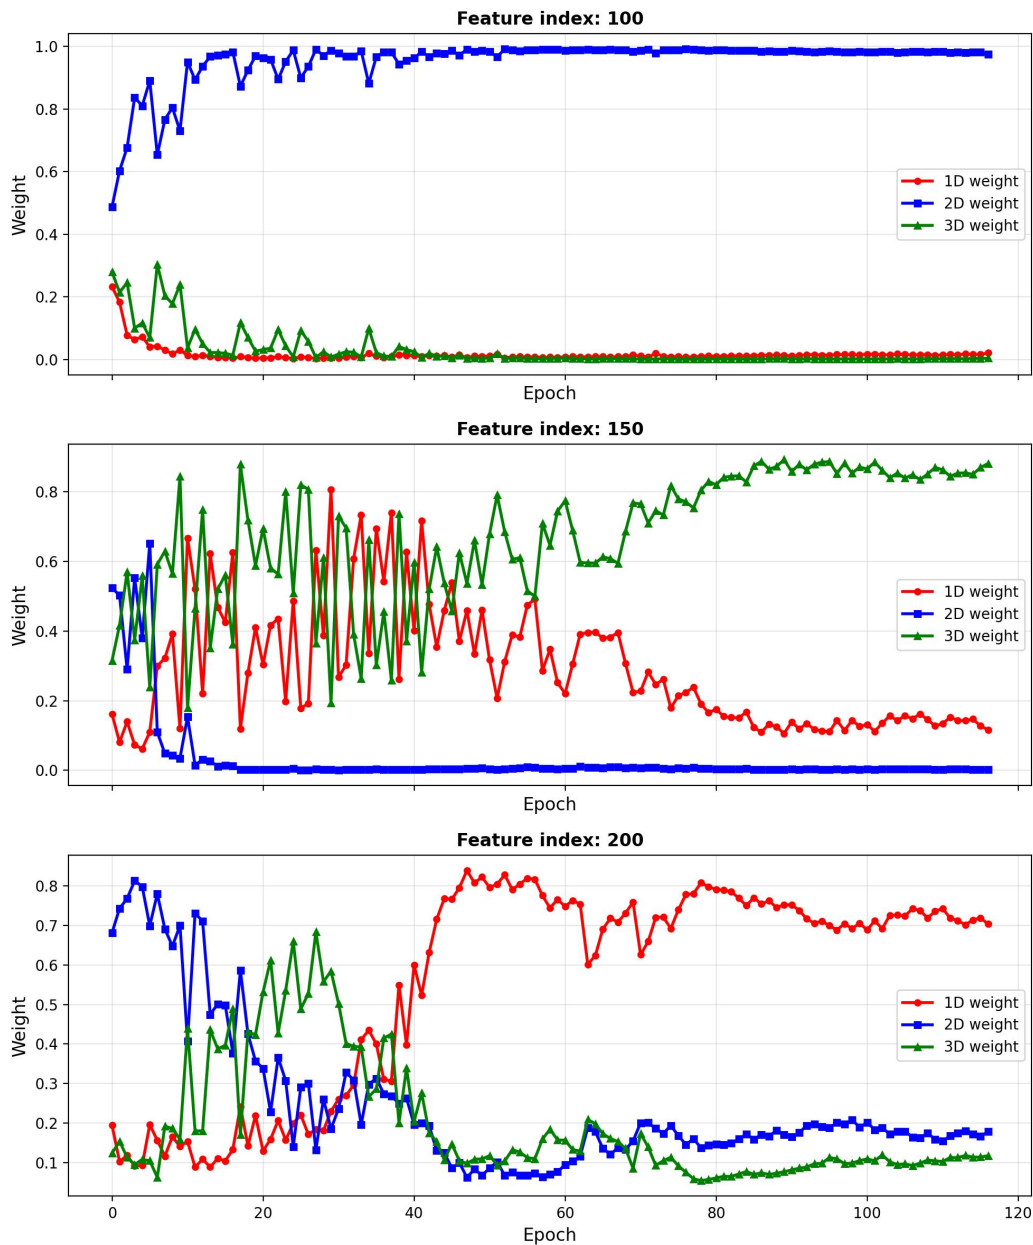 Feature index: 100
1.0
0.8
0.6
0.4
0.2
0.0
Weight
1D weight
2D weight
3D weight
Epoch
Feature index: 150
0.8
0.6
0.4
0.2
0.0
Weight
1D weight
2D weight
3D weight
Epoch
Feature index: 200
0.8
0.7
0.6
0.5
0.4
0.3
0.2
0.1
Weight
1D weight
2D weight
3D weight
0 20 40 60 80 100 120
Epoch